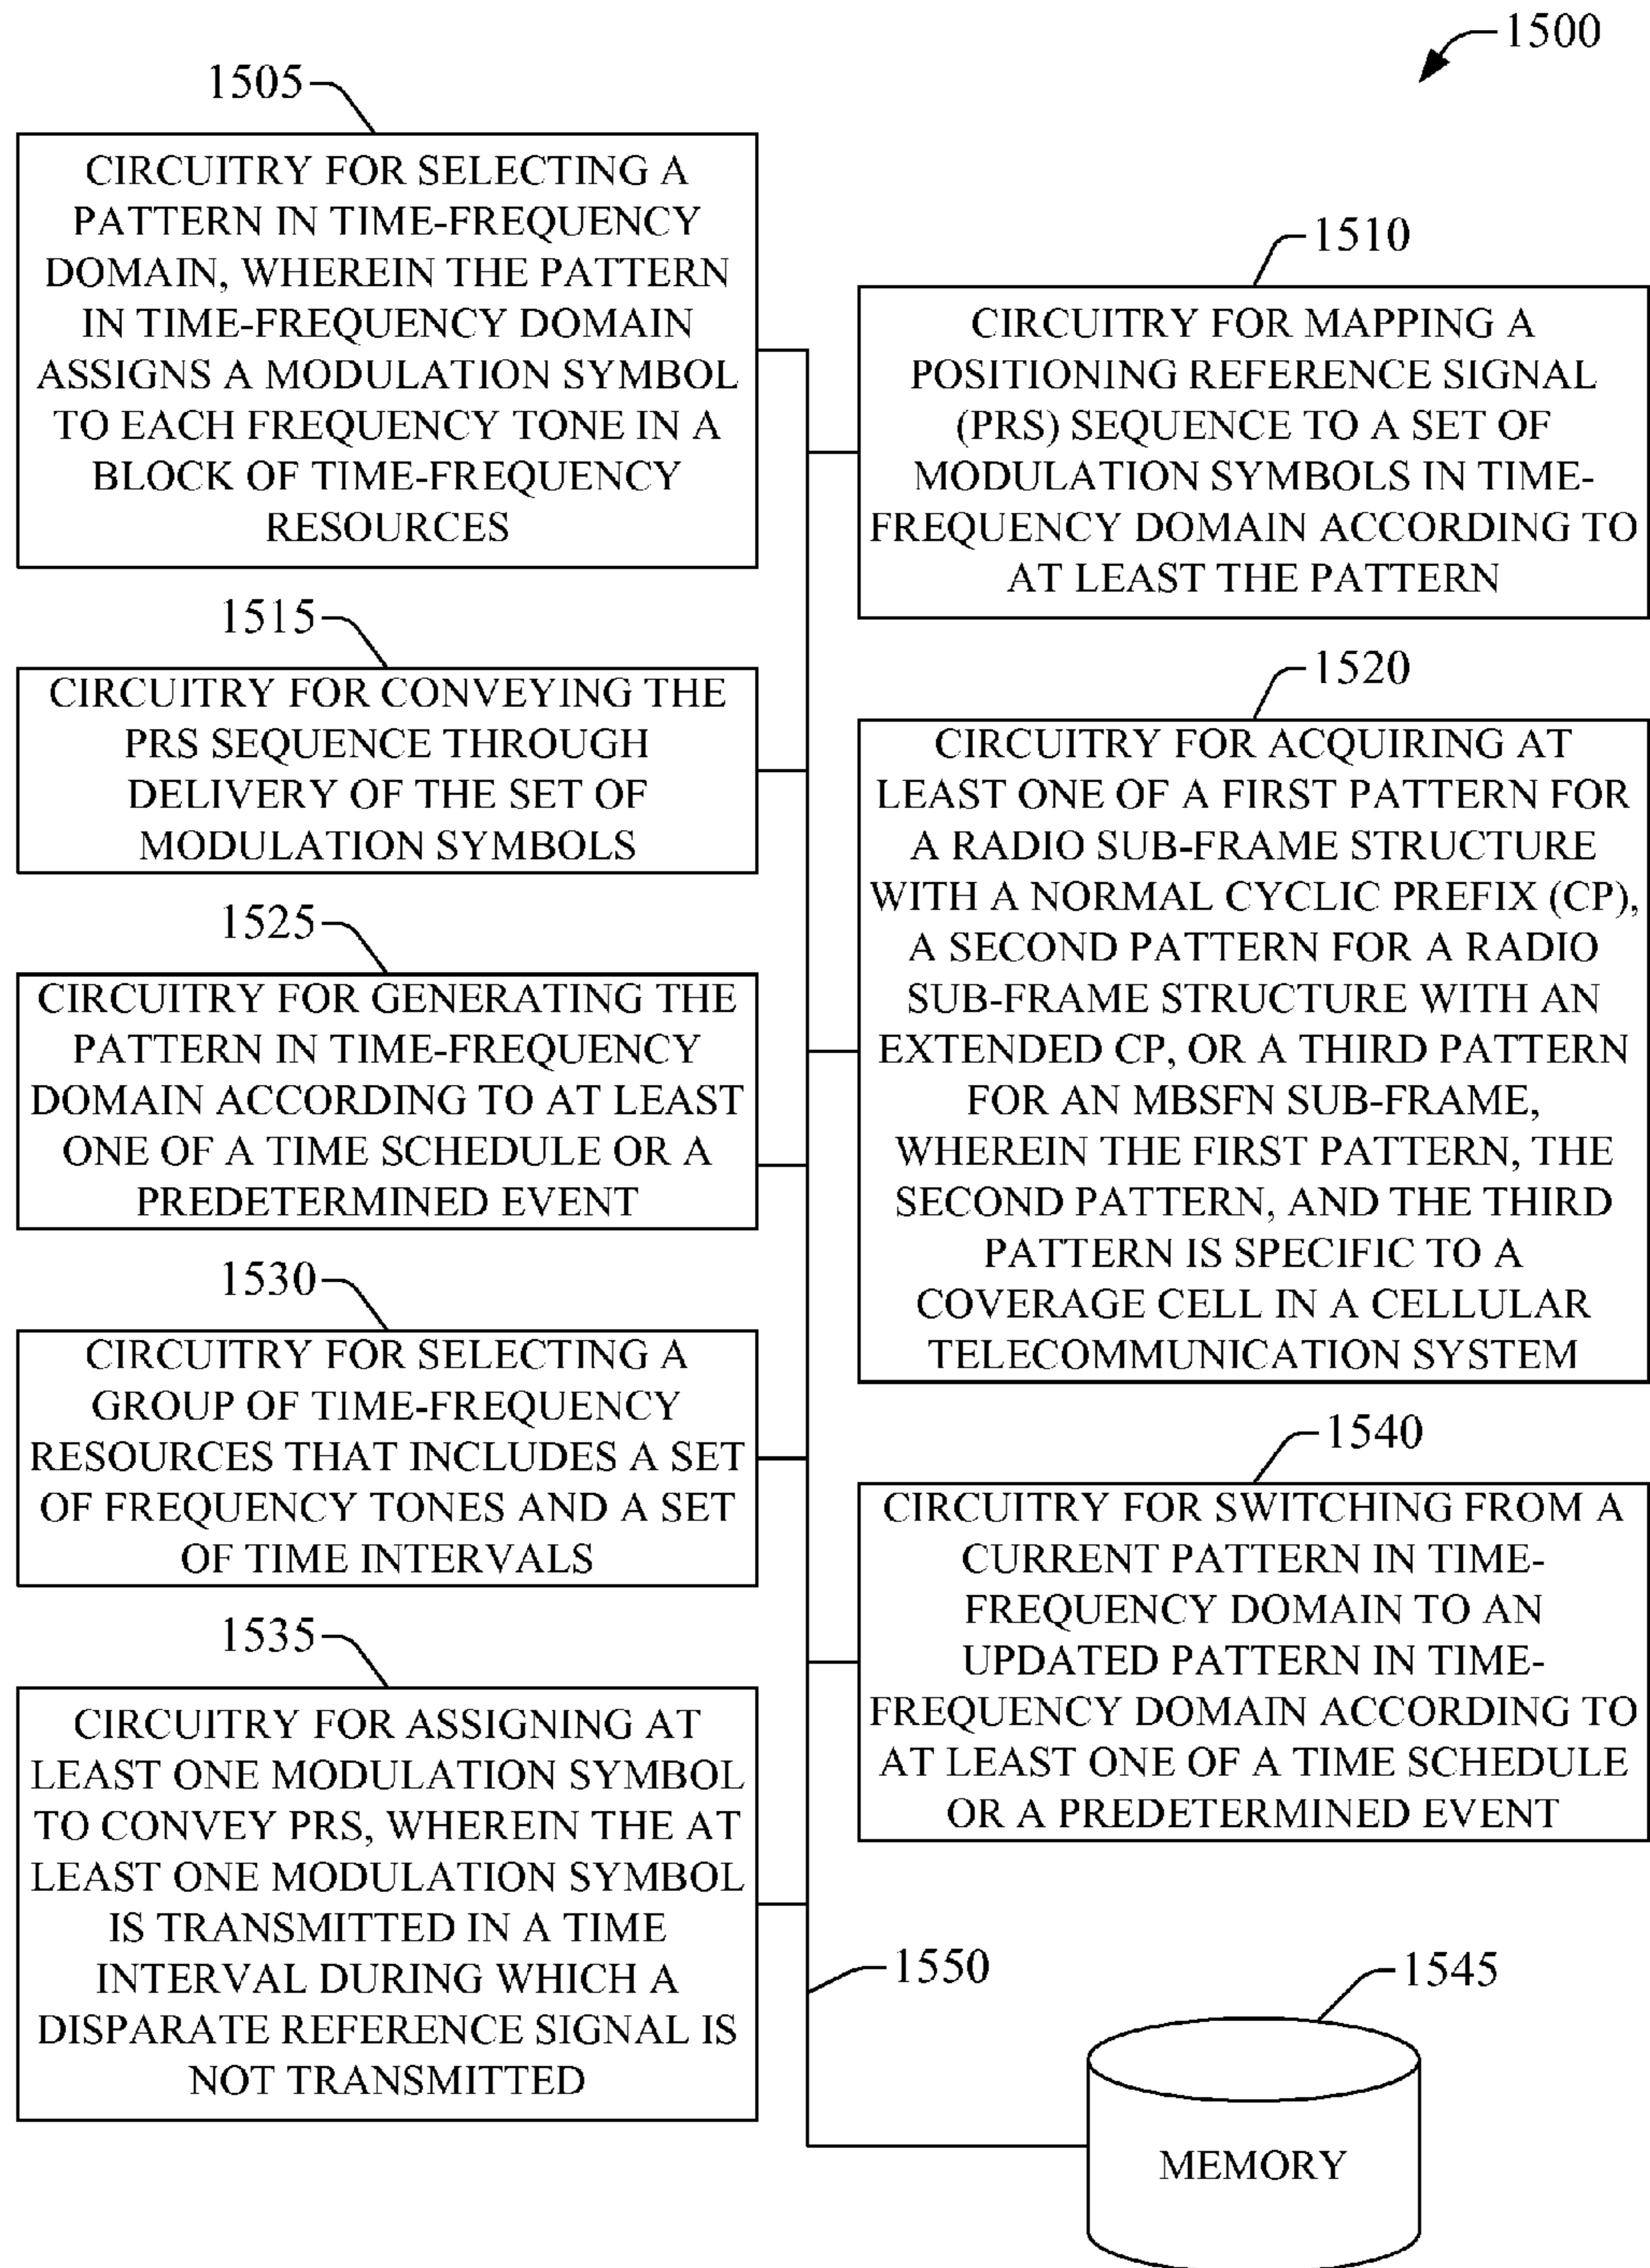 1500
1505
CIRCUITRY FOR SELECTING A
PATTERN IN TIME-FREQUENCY
DOMAIN, WHEREIN THE PATTERN
IN TIME-FREQUENCY DOMAIN
ASSIGNS A MODULATION SYMBOL
TO EACH FREQUENCY TONE IN A
BLOCK OF TIME-FREQUENCY
RESOURCES
1510
CIRCUITRY FOR MAPPING A
POSITIONING REFERENCE SIGNAL
(PRS) SEQUENCE TO A SET OF
MODULATION SYMBOLS IN TIME-
FREQUENCY DOMAIN ACCORDING TO
AT LEAST THE PATTERN
1515
CIRCUITRY FOR CONVEYING THE
PRS SEQUENCE THROUGH
DELIVERY OF THE SET OF
MODULATION SYMBOLS
1520
CIRCUITRY FOR ACQUIRING AT
LEAST ONE OF A FIRST PATTERN FOR
A RADIO SUB-FRAME STRUCTURE
WITH A NORMAL CYCLIC PREFIX (CP),
A SECOND PATTERN FOR A RADIO
SUB-FRAME STRUCTURE WITH AN
EXTENDED CP, OR A THIRD PATTERN
FOR AN MBSFN SUB-FRAME,
WHEREIN THE FIRST PATTERN, THE
SECOND PATTERN, AND THE THIRD
PATTERN IS SPECIFIC TO A
COVERAGE CELL IN A CELLULAR
TELECOMMUNICATION SYSTEM
1525
CIRCUITRY FOR GENERATING THE
PATTERN IN TIME-FREQUENCY
DOMAIN ACCORDING TO AT LEAST
ONE OF A TIME SCHEDULE OR A
PREDETERMINED EVENT
1530
CIRCUITRY FOR SELECTING A
GROUP OF TIME-FREQUENCY
RESOURCES THAT INCLUDES A SET
OF FREQUENCY TONES AND A SET
OF TIME INTERVALS
1540
CIRCUITRY FOR SWITCHING FROM A
CURRENT PATTERN IN TIME-
FREQUENCY DOMAIN TO AN
UPDATED PATTERN IN TIME-
FREQUENCY DOMAIN ACCORDING TO
AT LEAST ONE OF A TIME SCHEDULE
OR A PREDETERMINED EVENT
1535
CIRCUITRY FOR ASSIGNING AT
LEAST ONE MODULATION SYMBOL
TO CONVEY PRS, WHEREIN THE AT
LEAST ONE MODULATION SYMBOL
IS TRANSMITTED IN A TIME
INTERVAL DURING WHICH A
DISPARATE REFERENCE SIGNAL IS
NOT TRANSMITTED
1550
1545
MEMORY